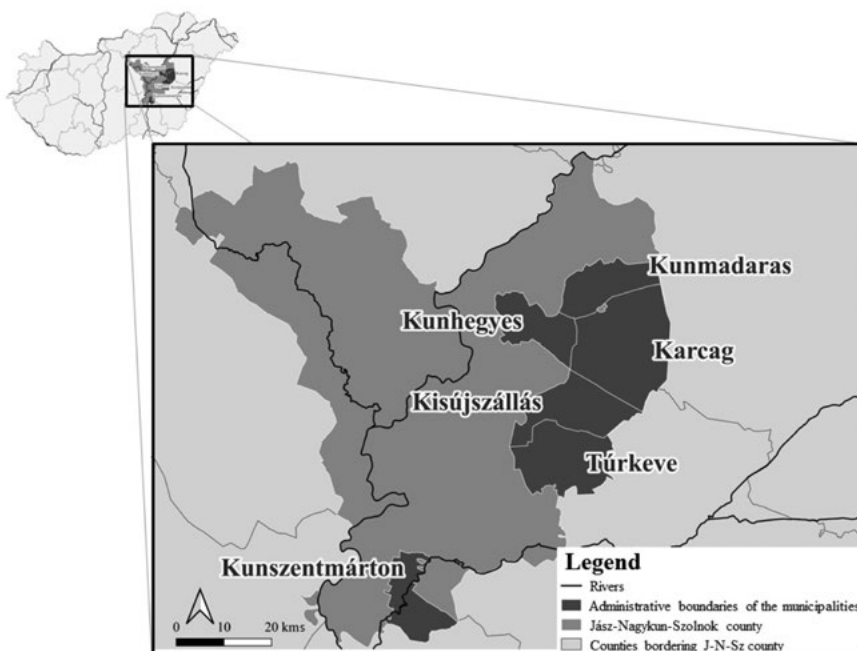 Kunmadaras
Kunhegyes
Karcag
Kisújszállás
Túrkeve
Kunszentmárton
0 10 20 kms
Legend
Rivers
Administrative boundaries of the municipalities
Jász-Nagykun-Szolnok county
Counties bordering J-N-Sz county